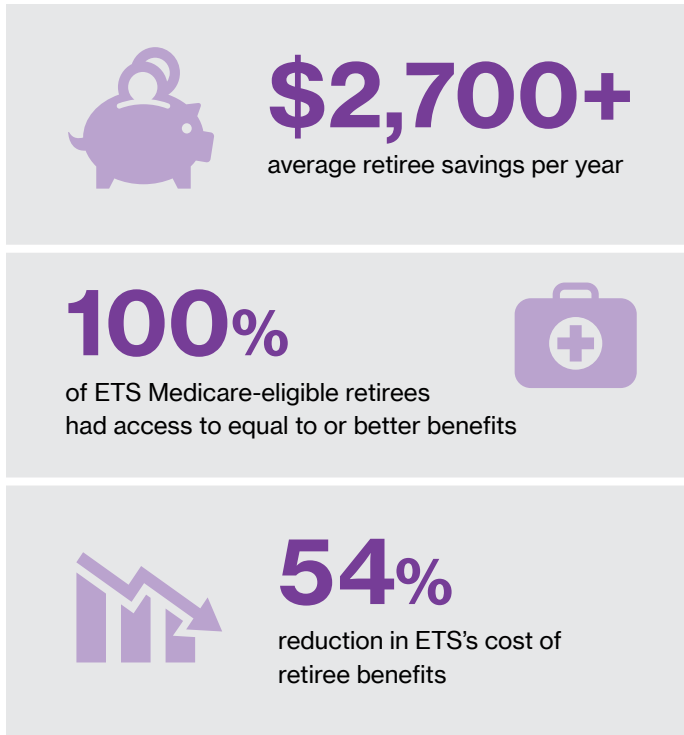 $2,700+
average retiree savings per year
100%
of ETS Medicare-eligible retirees
had access to equal to or better benefits
54%
reduction in ETS’s cost of
retiree benefits